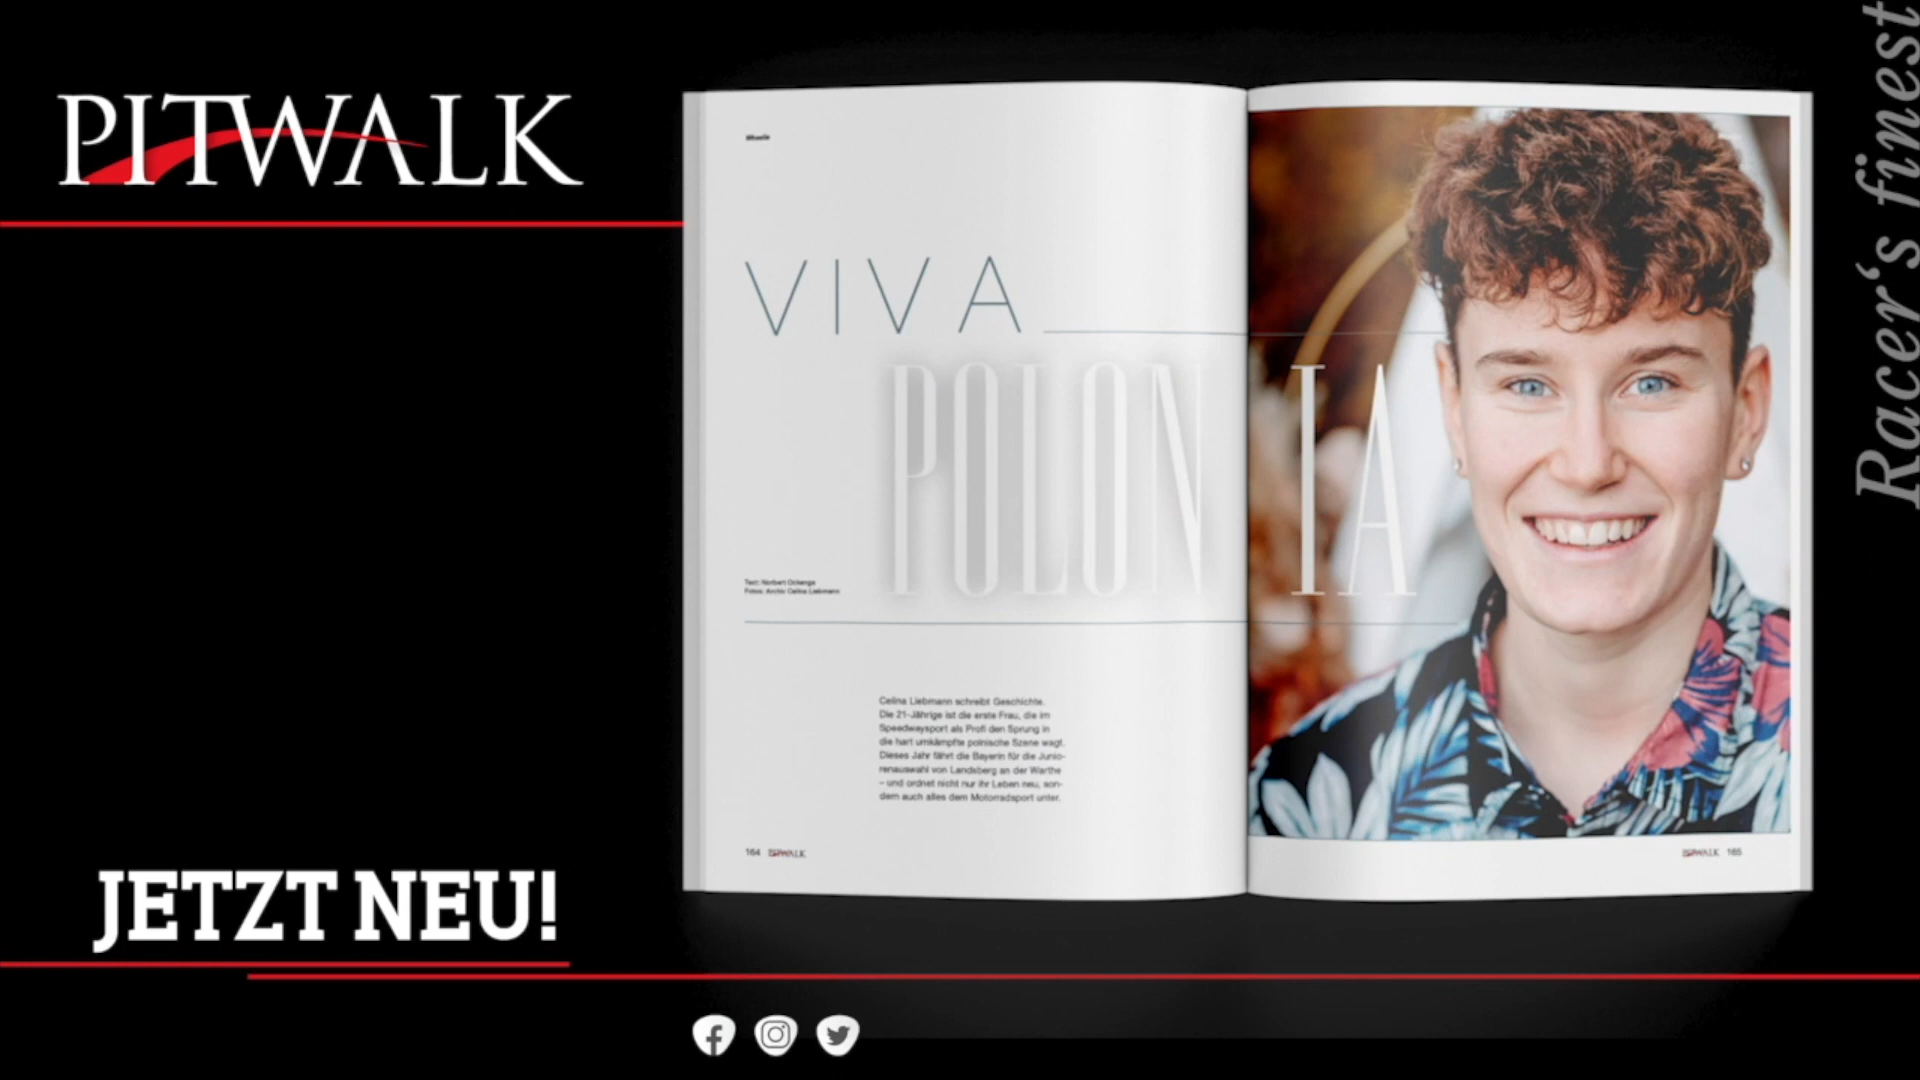 PITWALK
Racer's finest
VIVA
POLONIA
Text: Norbert Ockenga
Fotos: Archiv Celina Liebmann
Celina Liebmann schreibt Geschichte.
Die 21-Jährige ist die erste Frau, die im
Speedwaysport als Profi den Sprung in
die hart umkämpfte polnische Szene wagt.
Dieses Jahr fährt die Bayerin für die Junio-
renauswahl von Landsberg an der Warthe
– und ordnet nicht nur ihr Leben neu, son-
dern auch alles dem Motorradsport unter.
164 PITWALK
PITWALK 165
JETZT NEU!